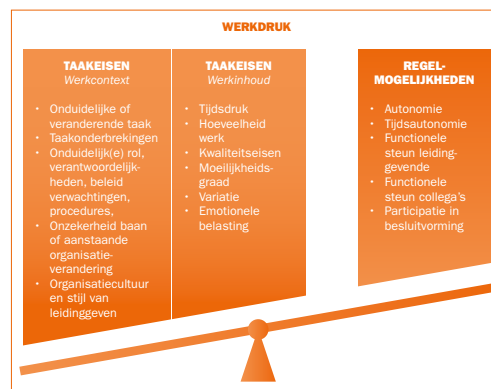 WERKDRUK
TAAKEISEN
Werkcontext
• Onduidelijke of
veranderende taak
• Taakonderbrekingen
• Onduidelijk(e) rol,
verantwoordelijk-
heden, beleid
verwachtingen,
procedures,
• Onzekerheid baan
of aanstaande
organisatie-
verandering
• Organisatiecultuur
en stijl van
leidinggeven
TAAKEISEN
Werkinhoud
• Tijdsdruk
• Hoeveelheid
werk
• Kwaliteitseisen
• Moeilijkheids-
graad
• Variatie
• Emotionele
belasting
REGEL-
MOGELIJKHEDEN
• Autonomie
• Tijdsautonomie
• Functionele
steun leiding-
gevende
• Functionele
steun collega's
• Participatie in
besluitvorming